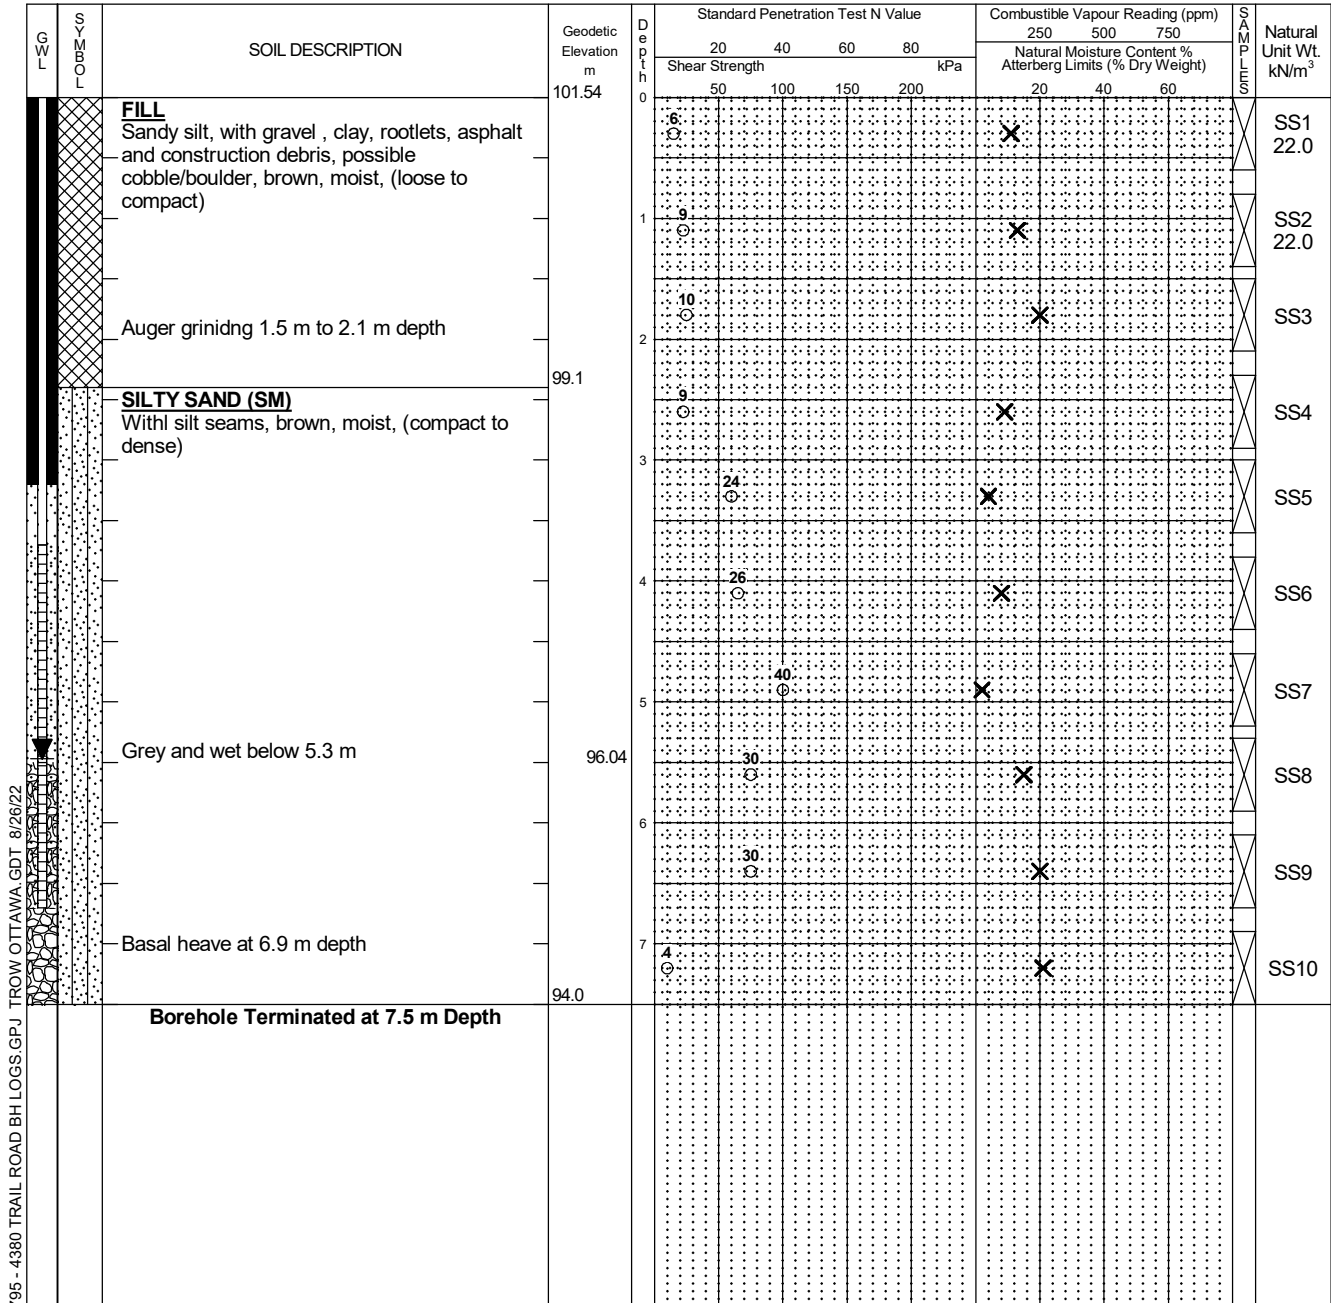 GWL
SYMBOL
SOIL DESCRIPTION
Geodetic
Elevation
m
101.54
Depth
Standard Penetration Test N Value
20 40 60 80
Shear Strength kPa
50 100 150 200
Combustible Vapour Reading (ppm)
250 500 750
Natural Moisture Content %
Atterberg Limits (% Dry Weight)
20 40 60
SAMPLES
Natural
Unit Wt.
kN/m³
0
FILL
Sandy silt, with gravel , clay, rootlets, asphalt
and construction debris, possible
cobble/boulder, brown, moist, (loose to
compact)
6
SS1
22.0
1
9
SS2
22.0
Auger grinidng 1.5 m to 2.1 m depth
10
SS3
2
99.1
SILTY SAND (SM)
Withl silt seams, brown, moist, (compact to
dense)
9
SS4
3
24
SS5
4
26
SS6
40
SS7
5
Grey and wet below 5.3 m
96.04
30
SS8
6
30
SS9
Basal heave at 6.9 m depth
7
4
SS10
94.0
Borehole Terminated at 7.5 m Depth
95 - 4380 TRAIL ROAD BH LOGS.GPJ TROW OTTAWA.GDT 8/26/22